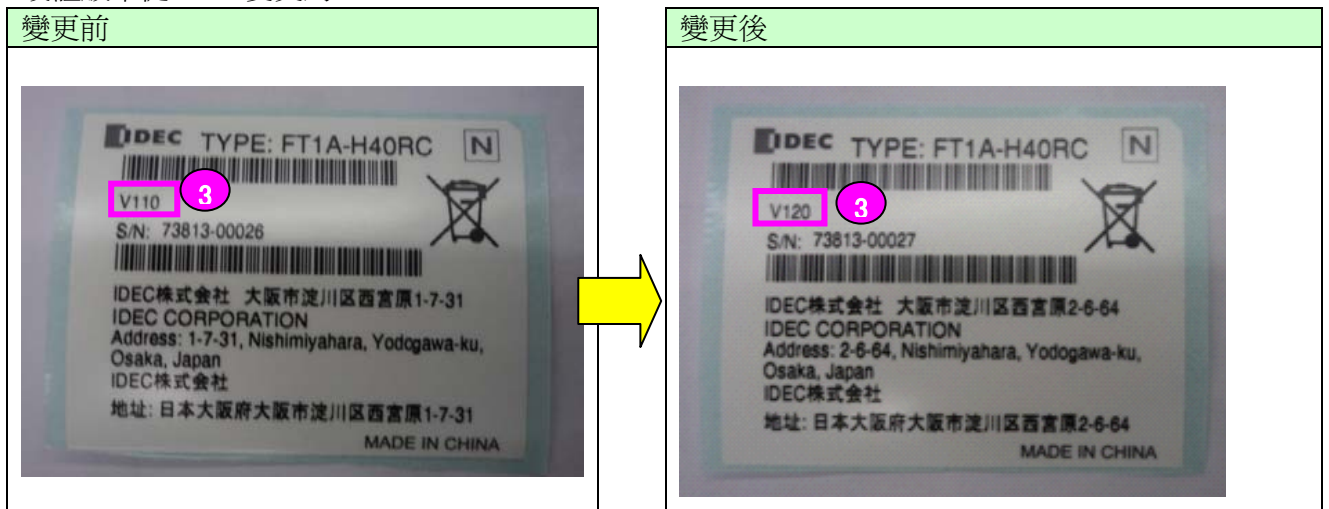 變更前
IDEC TYPE: FT1A-H40RC N
V110 3
S/N: 73813-00026
IDEC株式会社 大阪市淀川区西宮原1-7-31
IDEC CORPORATION
Address: 1-7-31, Nishimiyahara, Yodogawa-ku,
Osaka, Japan
IDEC株式会社
地址: 日本大阪府大阪市淀川区西宮原1-7-31
MADE IN CHINA
變更後
IDEC TYPE: FT1A-H40RC N
V120 3
S/N: 73813-00027
IDEC株式会社 大阪市淀川区西宮原2-6-64
IDEC CORPORATION
Address: 2-6-64, Nishimiyahara, Yodogawa-ku,
Osaka, Japan
IDEC株式会社
地址: 日本大阪府大阪市淀川区西宮原2-6-64
MADE IN CHINA